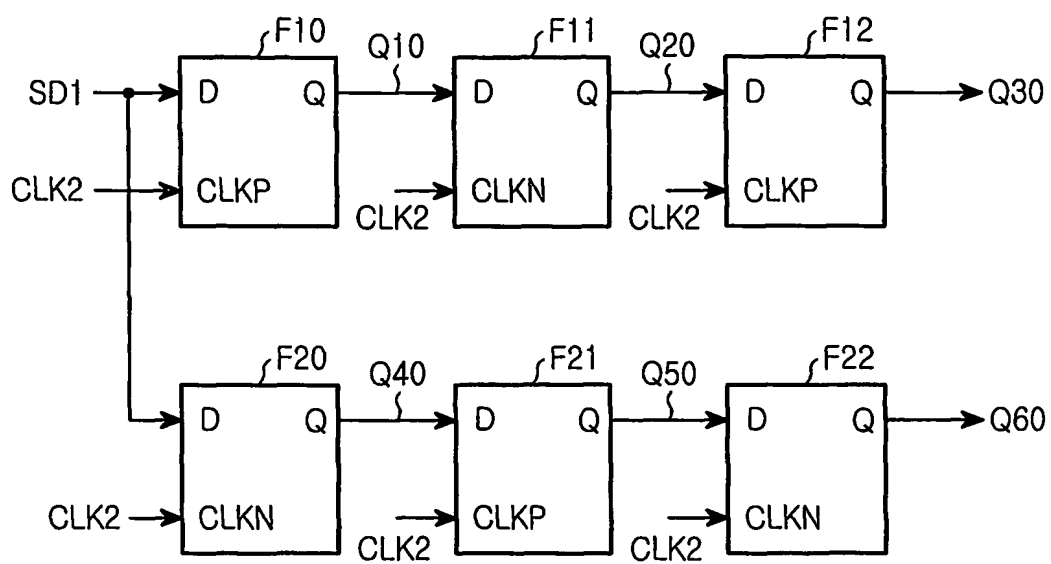 F10 F11 F12
Q10 Q20
SD1 D Q D Q D Q Q30
CLK2 CLKP CLKN CLKP
CLK2 CLK2
F20 F21 F22
Q40 Q50
D Q D Q D Q Q60
CLK2 CLKN CLKP CLKN
CLK2 CLK2